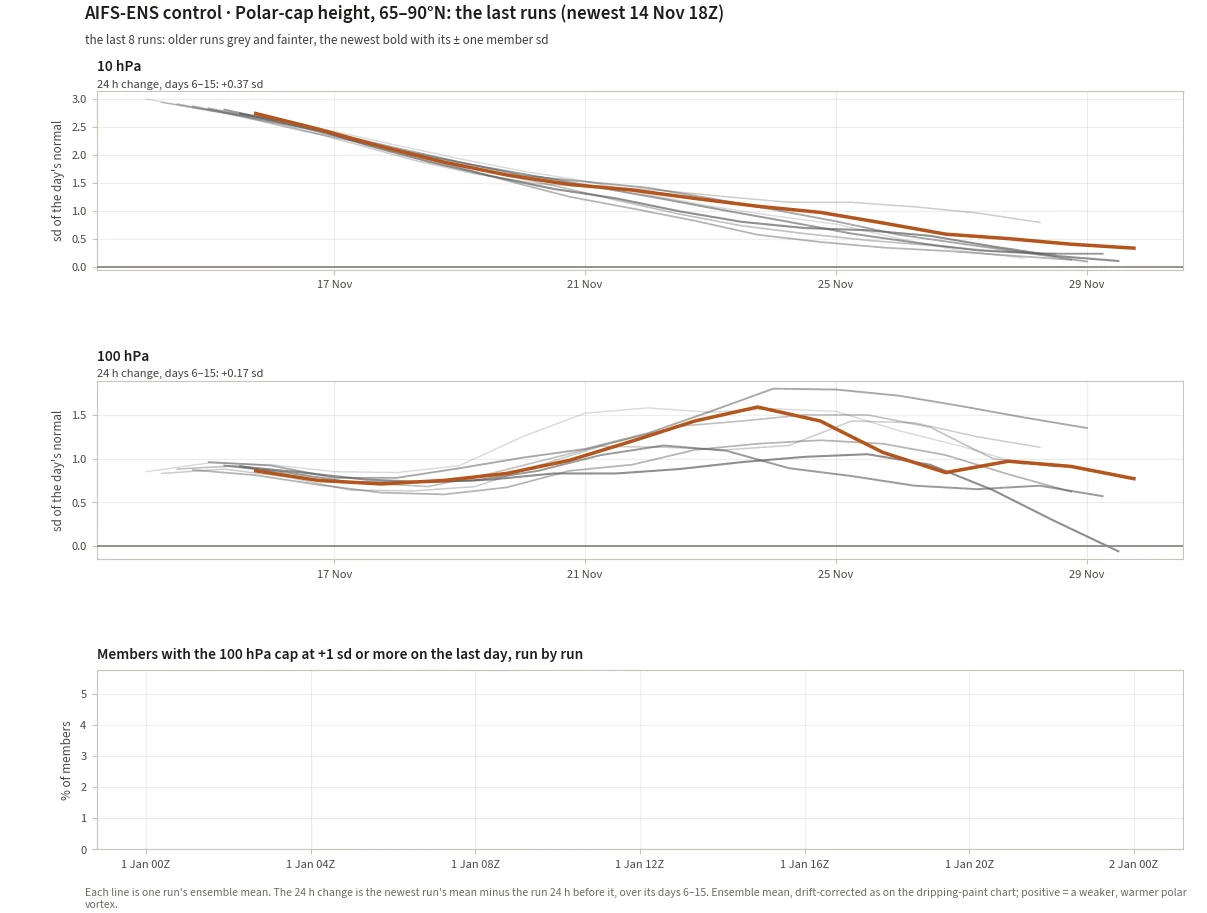 AIFS-ENS control · Polar-cap height, 65–90°N: the last runs (newest 14 Nov 18Z)
the last 8 runs: older runs grey and fainter, the newest bold with its ± one member sd
10 hPa
24 h change, days 6–15: +0.37 sd
3.0
2.5
2.0
1.5
1.0
0.5
0.0
sd of the day's normal
17 Nov
21 Nov
25 Nov
29 Nov
100 hPa
24 h change, days 6–15: +0.17 sd
1.5
1.0
0.5
0.0
sd of the day's normal
17 Nov
21 Nov
25 Nov
29 Nov
Members with the 100 hPa cap at +1 sd or more on the last day, run by run
5
4
3
2
1
0
% of members
1 Jan 00Z
1 Jan 04Z
1 Jan 08Z
1 Jan 12Z
1 Jan 16Z
1 Jan 20Z
2 Jan 00Z
Each line is one run's ensemble mean. The 24 h change is the newest run's mean minus the run 24 h before it, over its days 6–15. Ensemble mean, drift-corrected as on the dripping-paint chart; positive = a weaker, warmer polar
vortex.